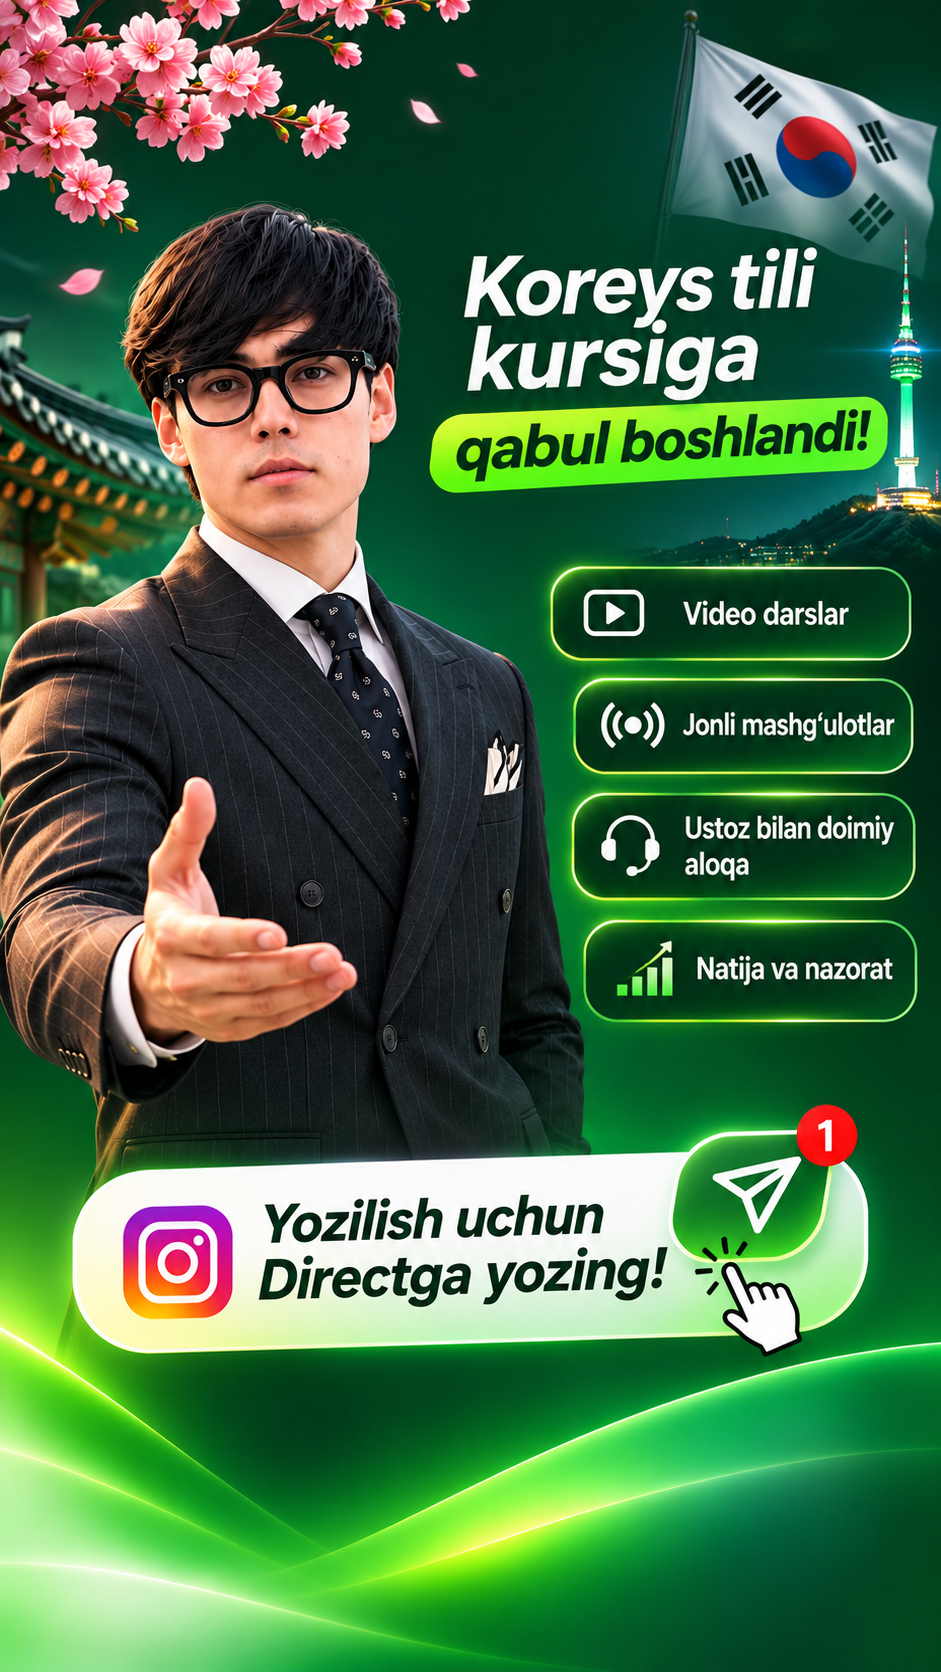 Koreys tili
kursiga
qabul boshlandi!
Video darslar
Jonli mashg‘ulotlar
Ustoz bilan doimiy
aloqa
Natija va nazorat
1
Yozilish uchun
Directga yozing!